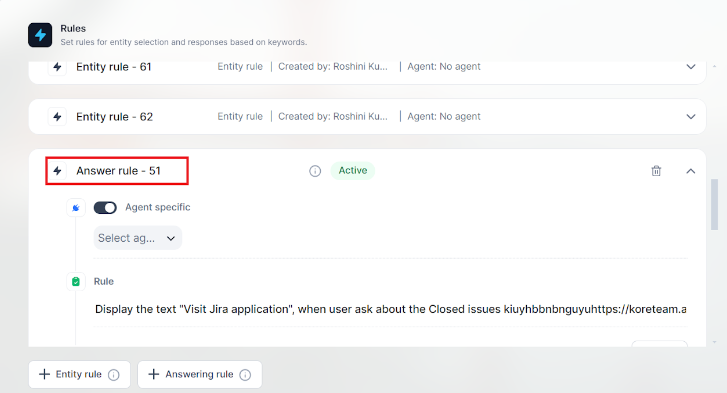 Rules
Set rules for entity selection and responses based on keywords.
Entity rule - 61 Entity rule | Created by: Roshini Ku... | Agent: No agent
Entity rule - 62 Entity rule | Created by: Roshini Ku... | Agent: No agent
Answer rule - 51 Active
Agent specific
Select ag...
Rule
Display the text "Visit Jira application", when user ask about the Closed issues kiuyhbnbnguyuhttps://koreteam.a
+ Entity rule + Answering rule